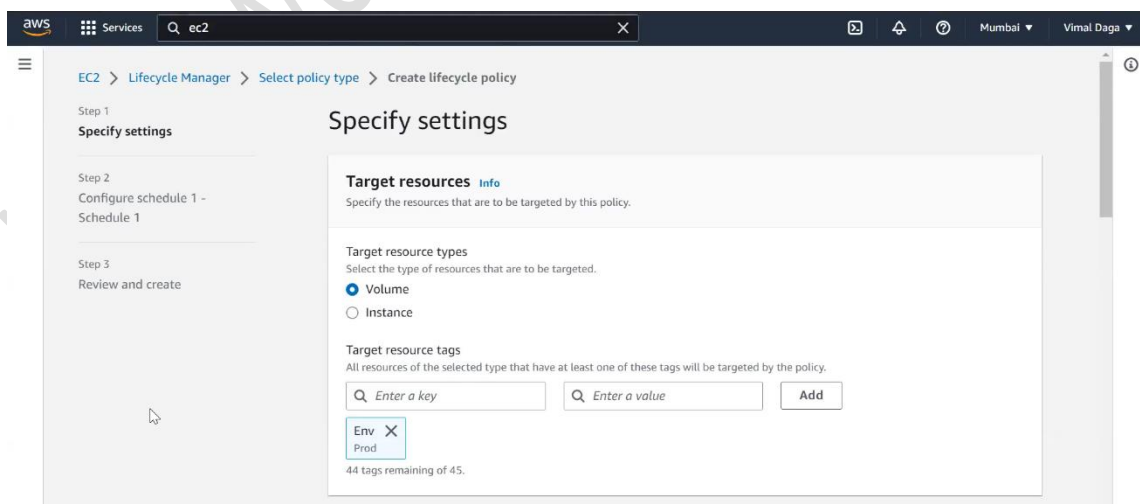 aws
Services
ec2
Mumbai ▼
Vimal Daga ▼
EC2 > Lifecycle Manager > Select policy type > Create lifecycle policy
Step 1
Specify settings
Step 2
Configure schedule 1 -
Schedule 1
Step 3
Review and create
Specify settings
Target resources Info
Specify the resources that are to be targeted by this policy.
Target resource types
Select the type of resources that are to be targeted.
Volume
Instance
Target resource tags
All resources of the selected type that have at least one of these tags will be targeted by the policy.
Enter a key
Enter a value
Add
Env
Prod
44 tags remaining of 45.